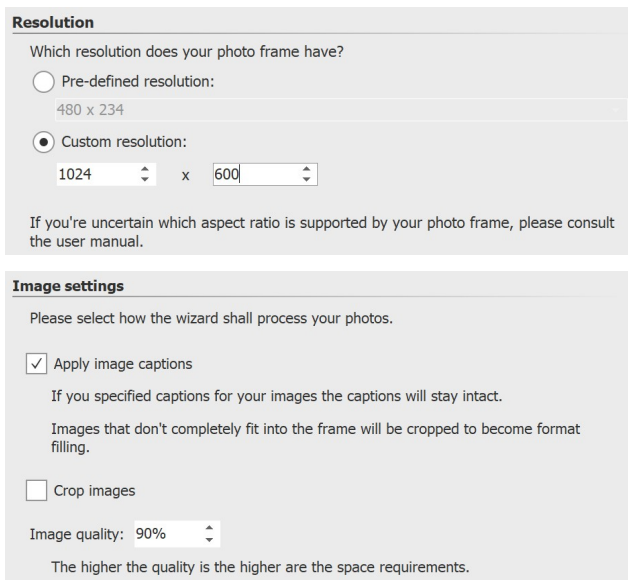 Resolution
Which resolution does your photo frame have?
Pre-defined resolution:
480 x 234
Custom resolution:
1024 x 600
If you're uncertain which aspect ratio is supported by your photo frame, please consult
the user manual.
Image settings
Please select how the wizard shall process your photos.
Apply image captions
If you specified captions for your images the captions will stay intact.
Images that don't completely fit into the frame will be cropped to become format
filling.
Crop images
Image quality: 90%
The higher the quality is the higher are the space requirements.